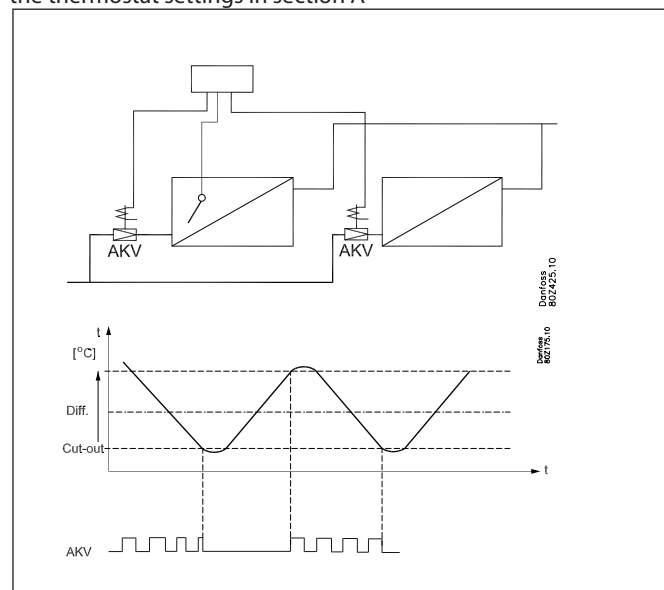 the thermostat settings in section A
AKV
AKV
Danfoss
80Z425.10
Danfoss
80Z175.10
t
[°C]
Diff.
Cut-out
t
AKV